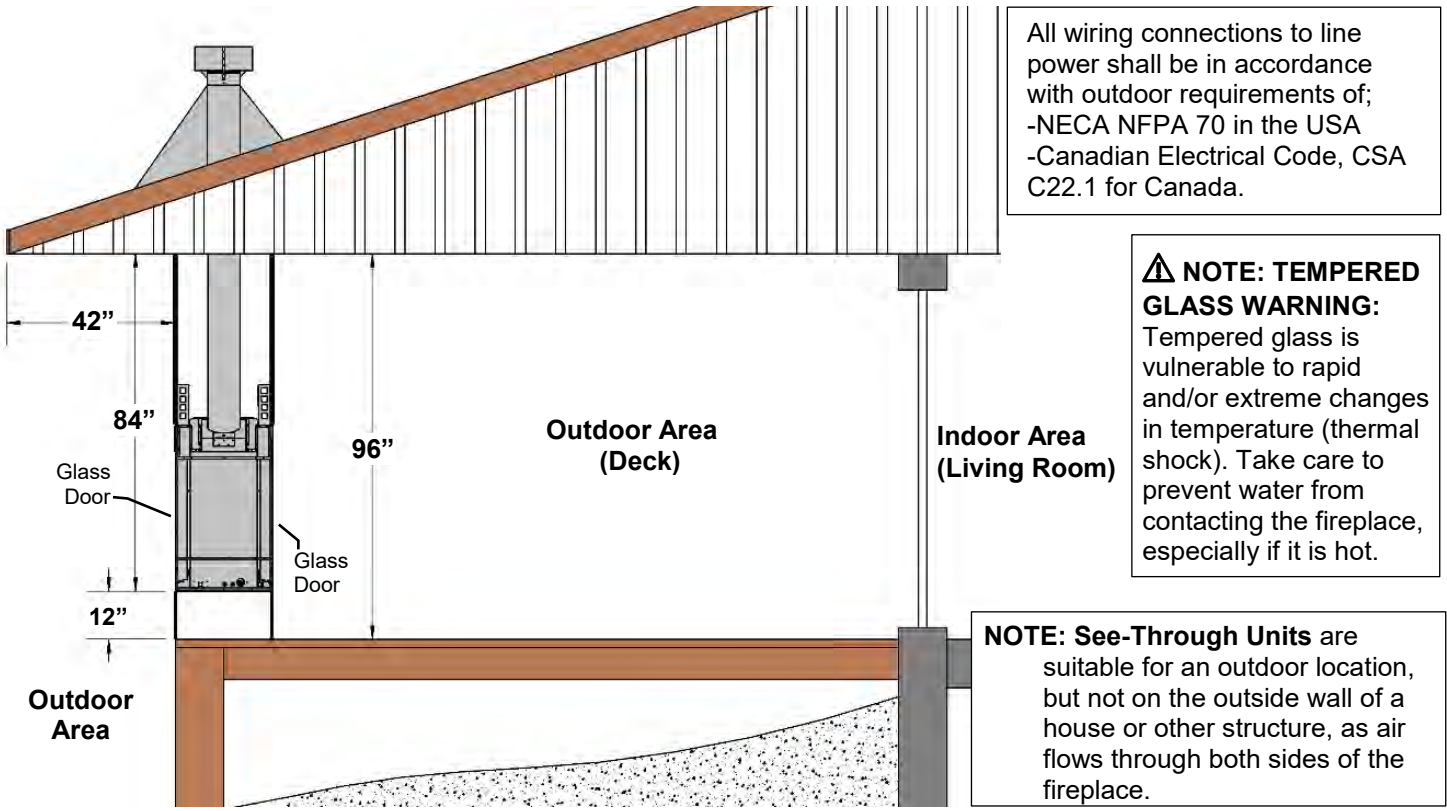 All wiring connections to line
power shall be in accordance
with outdoor requirements of;
-NECA NFPA 70 in the USA
-Canadian Electrical Code, CSA
C22.1 for Canada.
⚠ NOTE: TEMPERED
GLASS WARNING:
Tempered glass is
vulnerable to rapid
and/or extreme changes
in temperature (thermal
shock). Take care to
prevent water from
contacting the fireplace,
especially if it is hot.
42”
84”
96”
12”
Glass
Door
Glass
Door
Outdoor Area
(Deck)
Indoor Area
(Living Room)
Outdoor
Area
NOTE: See-Through Units are
suitable for an outdoor location,
but not on the outside wall of a
house or other structure, as air
flows through both sides of the
fireplace.